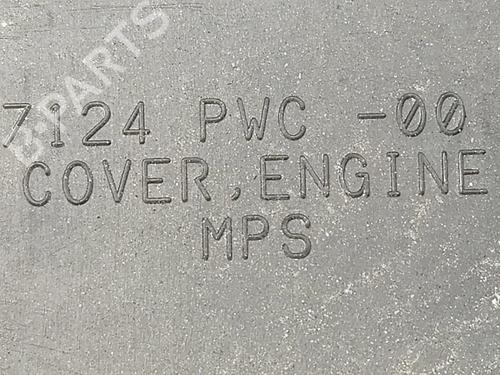 B-PARTS
7124 PWC -00
COVER,ENGINE
MPS